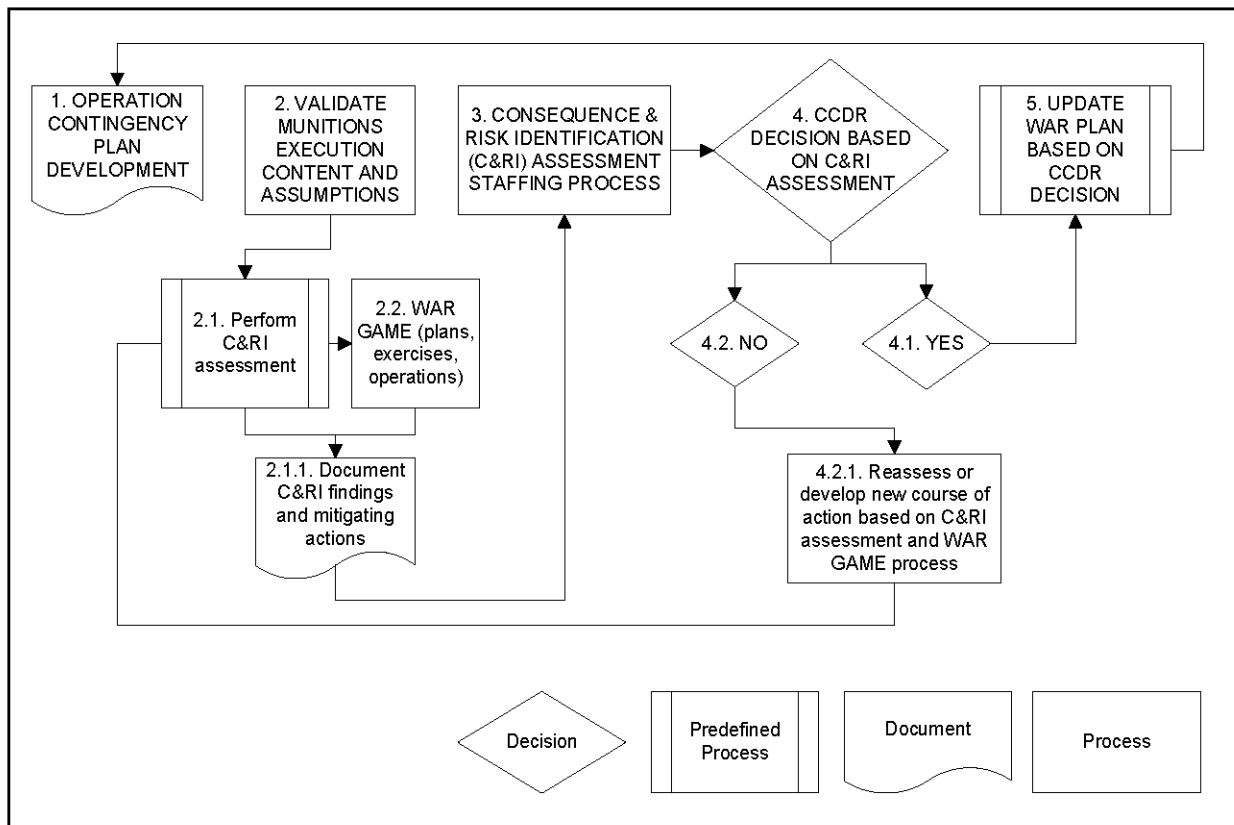 1. OPERATION
CONTINGENCY
PLAN
DEVELOPMENT
2. VALIDATE
MUNITIONS
EXECUTION
CONTENT AND
ASSUMPTIONS
3. CONSEQUENCE &
RISK IDENTIFICATION
(C&RI) ASSESSMENT
STAFFING PROCESS
4. CCDR
DECISION BASED
ON C&RI
ASSESSMENT
5. UPDATE
WAR PLAN
BASED ON
CCDR
DECISION
2.1. Perform
C&RI
assessment
2.2. WAR
GAME (plans,
exercises,
operations)
4.2. NO
4.1. YES
2.1.1. Document
C&RI findings
and mitigating
actions
4.2.1. Reassess or
develop new course of
action based on C&RI
assessment and WAR
GAME process
Decision
Predefined
Process
Document
Process